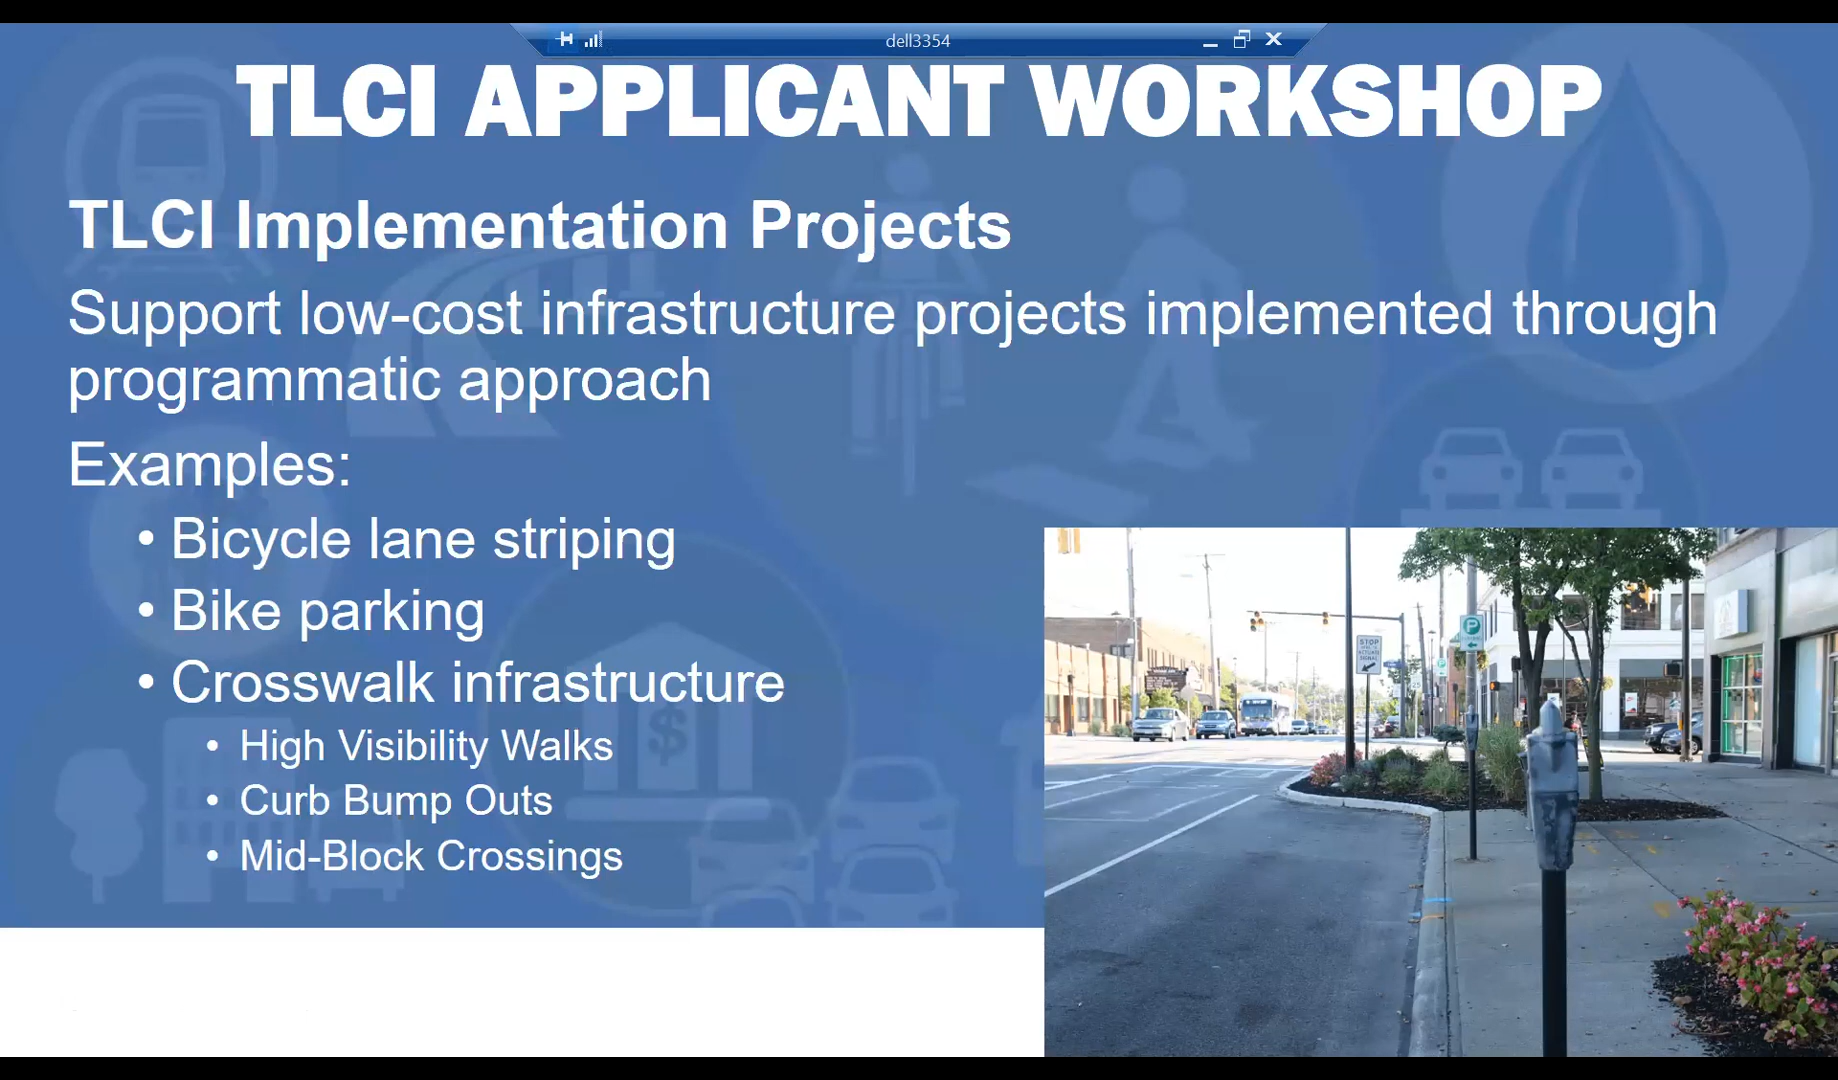 dell3354
TLCI APPLICANT WORKSHOP
TLCI Implementation Projects
Support low-cost infrastructure projects implemented through
programmatic approach
Examples:
• Bicycle lane striping
• Bike parking
• Crosswalk infrastructure
• High Visibility Walks
• Curb Bump Outs
• Mid-Block Crossings
$
STOP
P